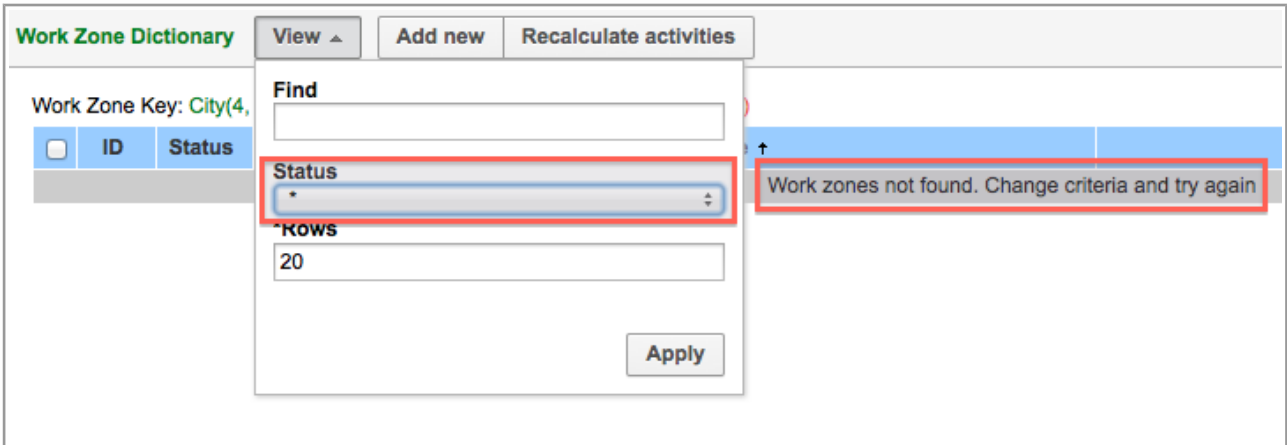 Work Zone Dictionary View Add new Recalculate activities
Find
Work Zone Key: City(4, )
ID Status
Status
*
Work zones not found. Change criteria and try again
*Rows
20
Apply